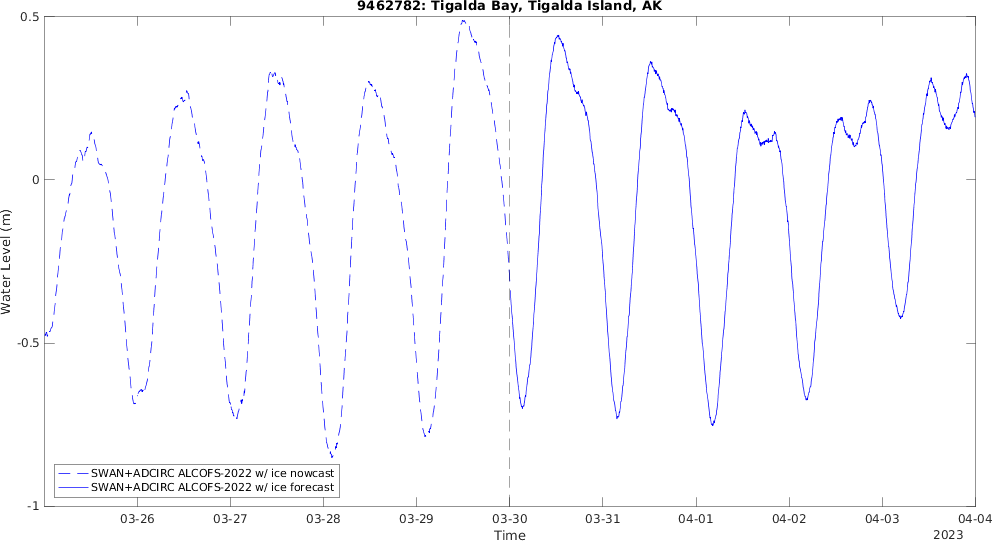 9462782: Tigalda Bay, Tigalda Island, AK
0.5
0
-0.5
-1
Water Level (m)
SWAN+ADCIRC ALCOFS-2022 w/ ice nowcast
SWAN+ADCIRC ALCOFS-2022 w/ ice forecast
03-26 03-27 03-28 03-29 03-30 03-31 04-01 04-02 04-03 04-04
Time
2023